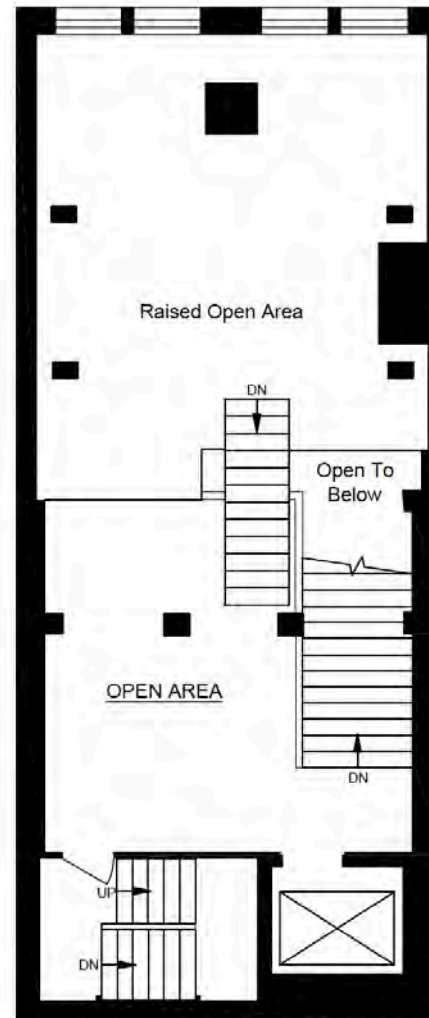 Raised Open Area
DN
Open To
Below
OPEN AREA
DN
UP
DN